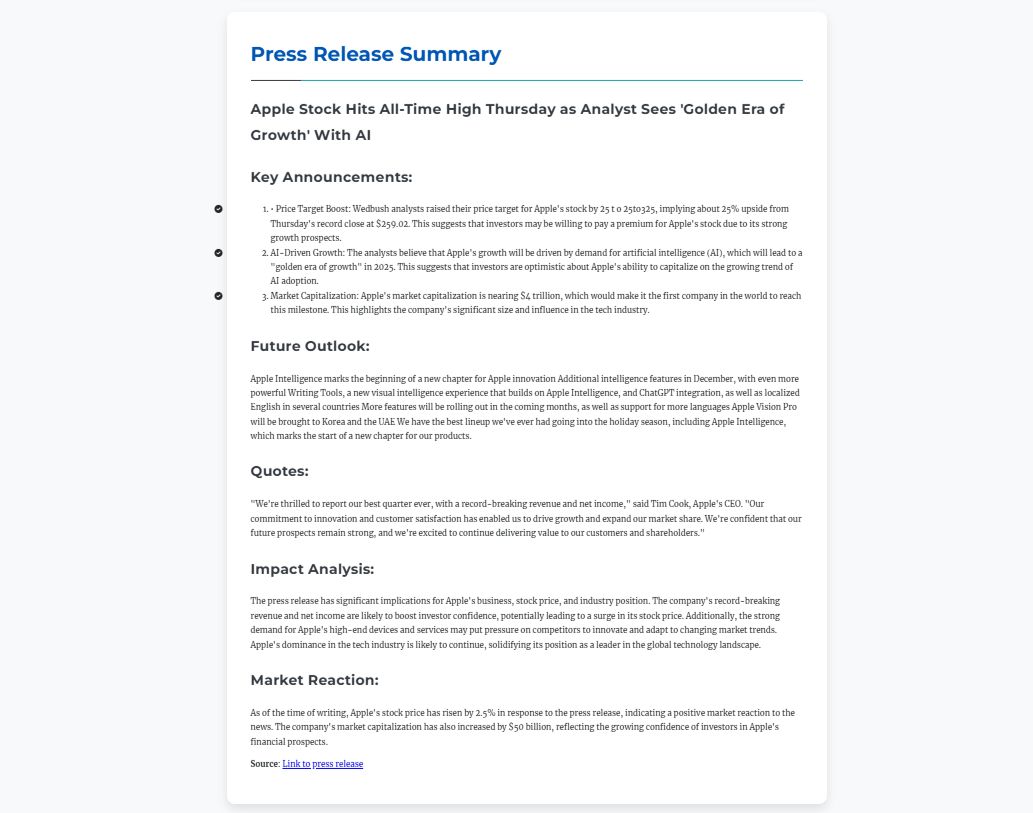 Press Release Summary
Apple Stock Hits All-Time High Thursday as Analyst Sees 'Golden Era of
Growth' With AI
Key Announcements:
1. • Price Target Boost: Wedbush analysts raised their price target for Apple's stock by 25 t o 25to325, implying about 25% upside from
Thursday's record close at $259.02. This suggests that investors may be willing to pay a premium for Apple's stock due to its strong
growth prospects.
2. AI-Driven Growth: The analysts believe that Apple's growth will be driven by demand for artificial intelligence (AI), which will lead to a
"golden era of growth" in 2025. This suggests that investors are optimistic about Apple's ability to capitalize on the growing trend of
AI adoption.
3. Market Capitalization: Apple's market capitalization is nearing $4 trillion, which would make it the first company in the world to reach
this milestone. This highlights the company's significant size and influence in the tech industry.
Future Outlook:
Apple Intelligence marks the beginning of a new chapter for Apple innovation Additional intelligence features in December, with even more
powerful Writing Tools, a new visual intelligence experience that builds on Apple Intelligence, and ChatGPT integration, as well as localized
English in several countries More features will be rolling out in the coming months, as well as support for more languages Apple Vision Pro
will be brought to Korea and the UAE We have the best lineup we've ever had going into the holiday season, including Apple Intelligence,
which marks the start of a new chapter for our products.
Quotes:
"We're thrilled to report our best quarter ever, with a record-breaking revenue and net income," said Tim Cook, Apple's CEO. "Our
commitment to innovation and customer satisfaction has enabled us to drive growth and expand our market share. We're confident that our
future prospects remain strong, and we're excited to continue delivering value to our customers and shareholders."
Impact Analysis:
The press release has significant implications for Apple's business, stock price, and industry position. The company's record-breaking
revenue and net income are likely to boost investor confidence, potentially leading to a surge in its stock price. Additionally, the strong
demand for Apple's high-end devices and services may put pressure on competitors to innovate and adapt to changing market trends.
Apple's dominance in the tech industry is likely to continue, solidifying its position as a leader in the global technology landscape.
Market Reaction:
As of the time of writing, Apple's stock price has risen by 2.5% in response to the press release, indicating a positive market reaction to the
news. The company's market capitalization has also increased by $50 billion, reflecting the growing confidence of investors in Apple's
financial prospects.
Source: Link to press release